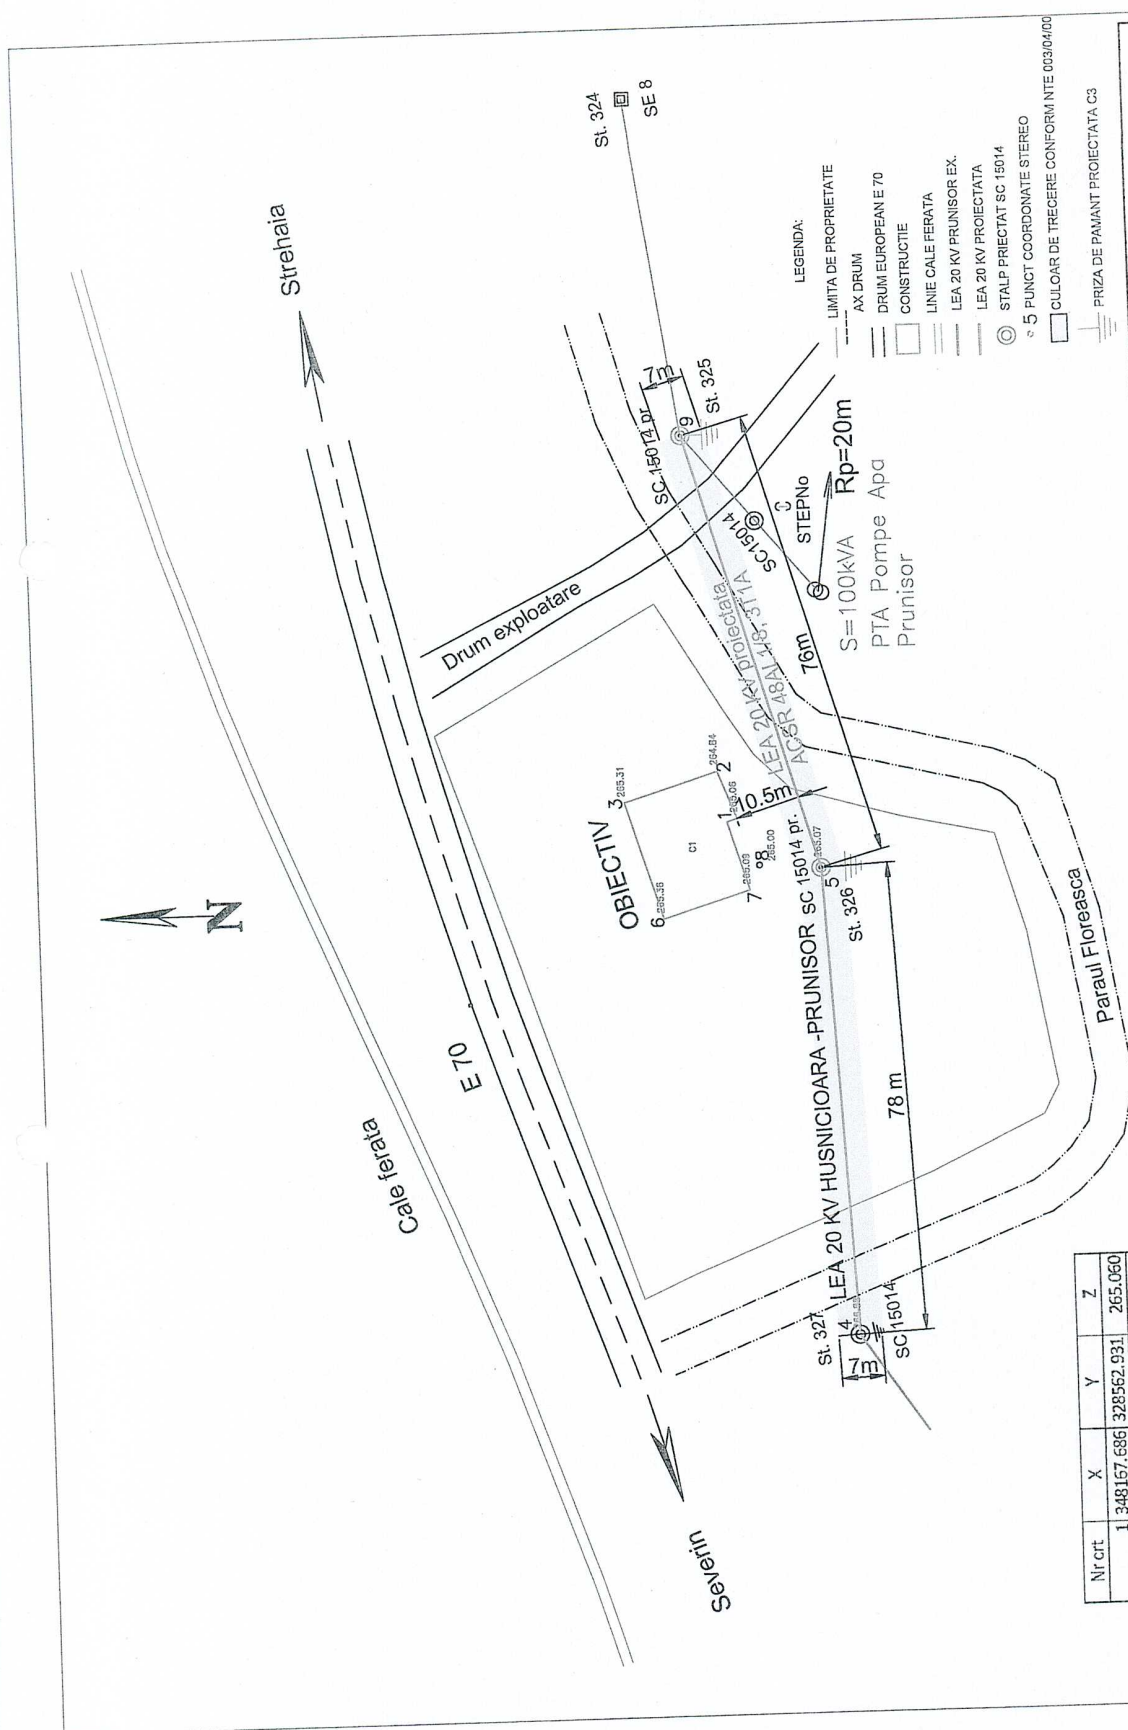 Strehaia
Severin
N
Cale ferata
E 70
Drum exploatare
OBIECTIV
C1
3
265.31
2
264.84
1
265.06
6
265.36
7
265.09
8
265.00
10.5m
LEA 20 KV proiectata
ACSR 48AL 1/8, 3T1A
LEA 20 KV HUSNICIOARA -PRUNISOR SC 15014 pr.
265.07
5
St. 326
St. 327
4
SC 15014
7m
78 m
76m
SC 15014 pr
7m
9
St. 325
St. 324
SE 8
SC15014
STEPNo
S=100kVA
Rp=20m
PTA Pompe Apa
Prunisor
Paraul Floreasca
LEGENDA:
LIMITA DE PROPRIETATE
AX DRUM
DRUM EUROPEAN E 70
CONSTRUCTIE
LINIE CALE FERATA
LEA 20 KV PRUNISOR EX.
LEA 20 KV PROIECTATA
STALP PRIECTAT SC 15014
5 PUNCT COORDONATE STEREO
CULOAR DE TRECERE CONFORM NTE 003/04/00
PRIZA DE PAMANT PROIECTATA C3
Nr crt X Y Z
1 348167.686 328562.931 265.060